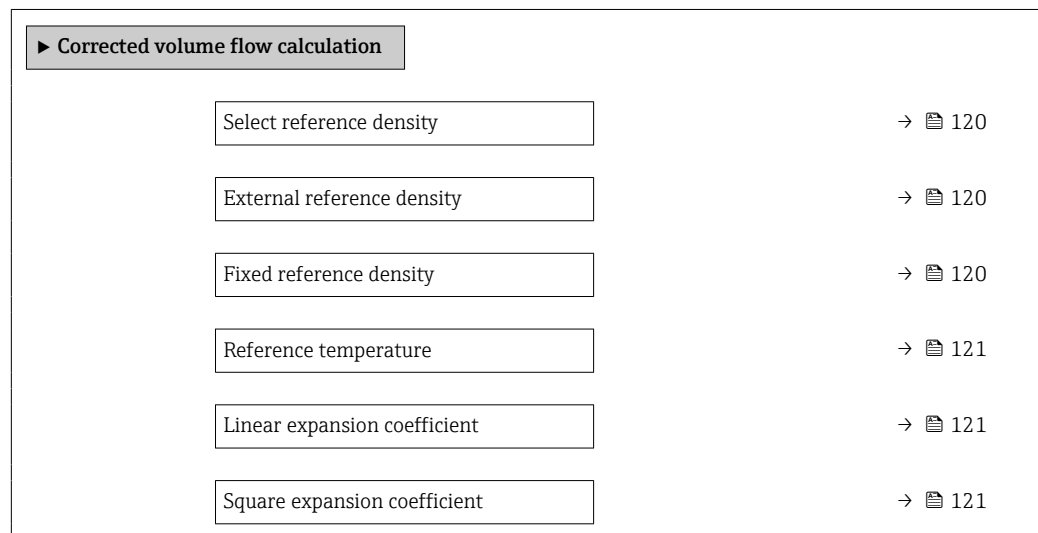 ▶ Corrected volume flow calculation
Select reference density → 120
External reference density → 120
Fixed reference density → 120
Reference temperature → 121
Linear expansion coefficient → 121
Square expansion coefficient → 121